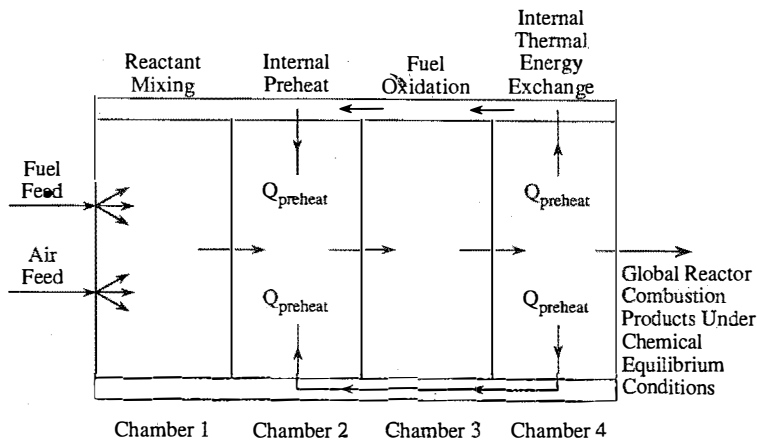 Reactant
Mixing
Internal
Preheat
Fuel
Oxidation
Internal
Thermal
Energy
Exchange
Fuel
Feed
Air
Feed
Q_preheat
Q_preheat
Q_preheat
Q_preheat
Global Reactor
Combustion
Products Under
Chemical
Equilibrium
Conditions
Chamber 1
Chamber 2
Chamber 3
Chamber 4